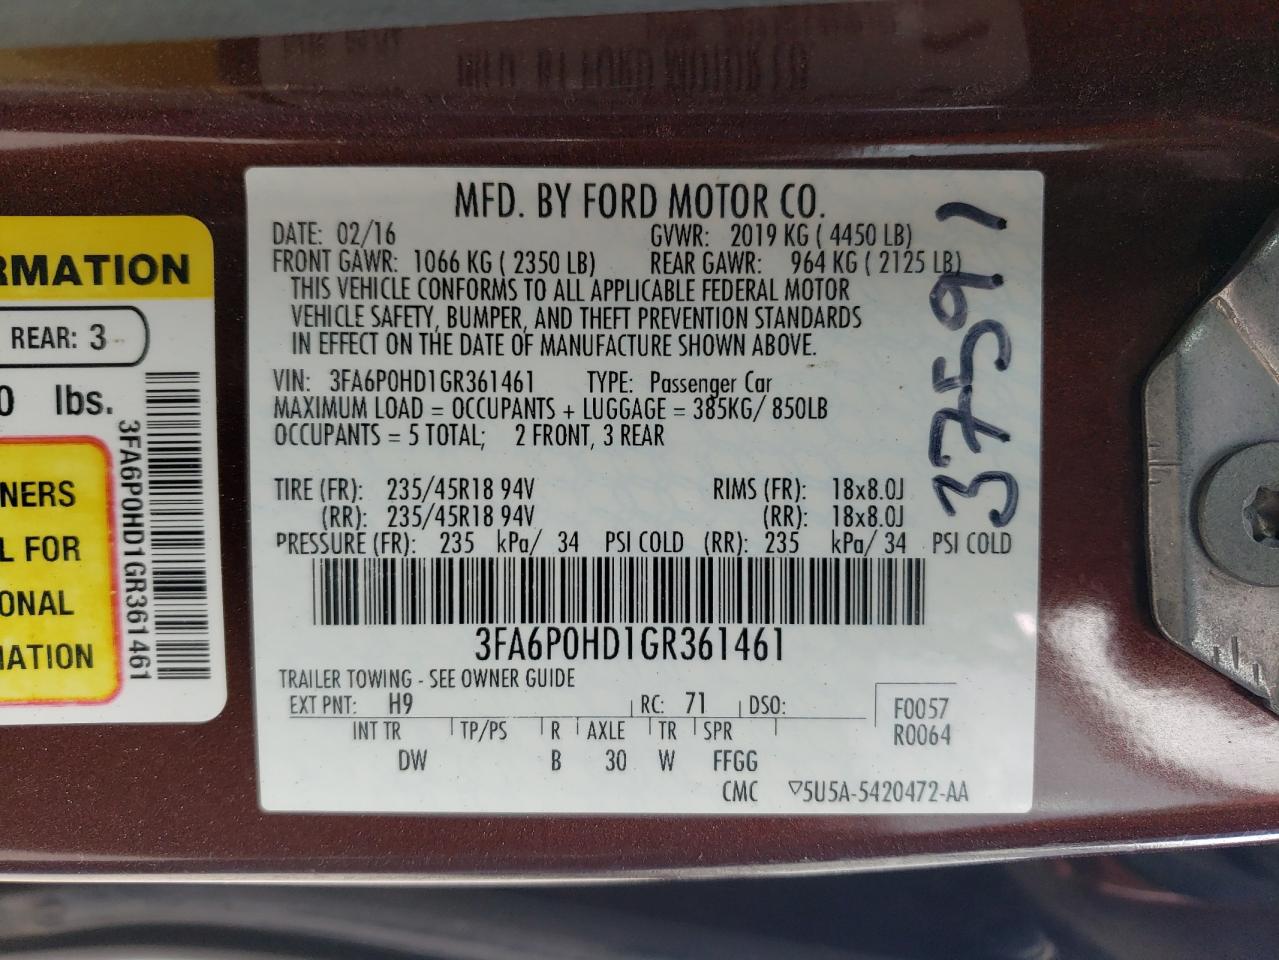 MFD. BY FORD MOTOR CO.
DATE: 02/16 GVWR: 2019 KG ( 4450 LB)
FRONT GAWR: 1066 KG ( 2350 LB) REAR GAWR: 964 KG ( 2125 LB)
THIS VEHICLE CONFORMS TO ALL APPLICABLE FEDERAL MOTOR
VEHICLE SAFETY, BUMPER, AND THEFT PREVENTION STANDARDS
IN EFFECT ON THE DATE OF MANUFACTURE SHOWN ABOVE.
VIN: 3FA6P0HD1GR361461 TYPE: Passenger Car
MAXIMUM LOAD = OCCUPANTS + LUGGAGE = 385KG/ 850LB
OCCUPANTS = 5 TOTAL; 2 FRONT, 3 REAR
TIRE (FR): 235/45R18 94V RIMS (FR): 18x8.0J
(RR): 235/45R18 94V (RR): 18x8.0J
PRESSURE (FR): 235 kPa/ 34 PSI COLD (RR): 235 kPa/ 34 PSI COLD
3FA6P0HD1GR361461
TRAILER TOWING - SEE OWNER GUIDE
EXT PNT: H9 RC: 71 DSO:
F0057
R0064
INT TR TP/PS R AXLE TR SPR
DW B 30 W FFGG
CMC ▽5U5A-5420472-AA
37591
RMATION
REAR: 3
0 lbs.
NERS
L FOR
ONAL
MATION
3FA6P0HD1GR361461